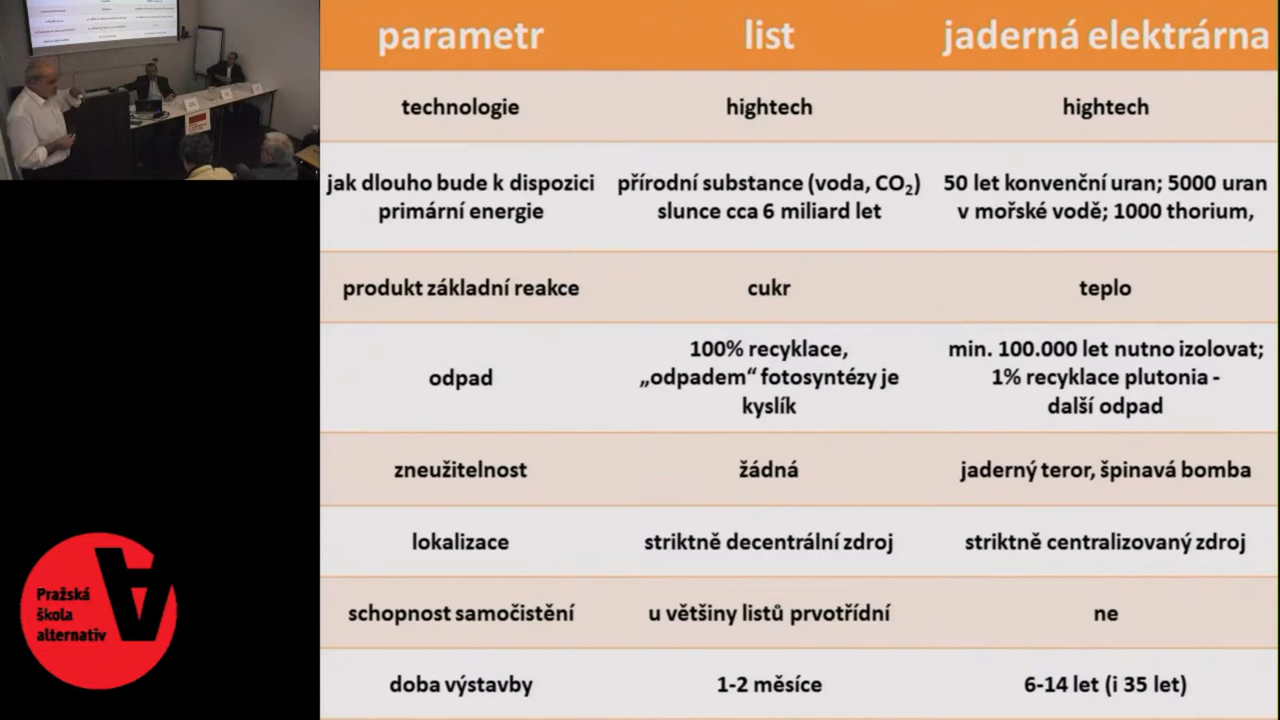 parametr list jaderná elektrárna
technologie hightech hightech
jak dlouho bude k dispozici
primární energie
přírodní substance (voda, CO₂)
slunce cca 6 miliard let
50 let konvenční uran; 5000 uran
v mořské vodě; 1000 thorium,
produkt základní reakce cukr teplo
odpad
100% recyklace,
„odpadem“ fotosyntézy je
kyslík
min. 100.000 let nutno izolovat;
1% recyklace plutonia -
další odpad
zneužitelnost žádná jaderný teror, špinavá bomba
lokalizace striktně decentrální zdroj striktně centralizovaný zdroj
schopnost samočistění u většiny listů prvotřídní ne
doba výstavby 1-2 měsíce 6-14 let (i 35 let)
Pražská
škola
alternativ